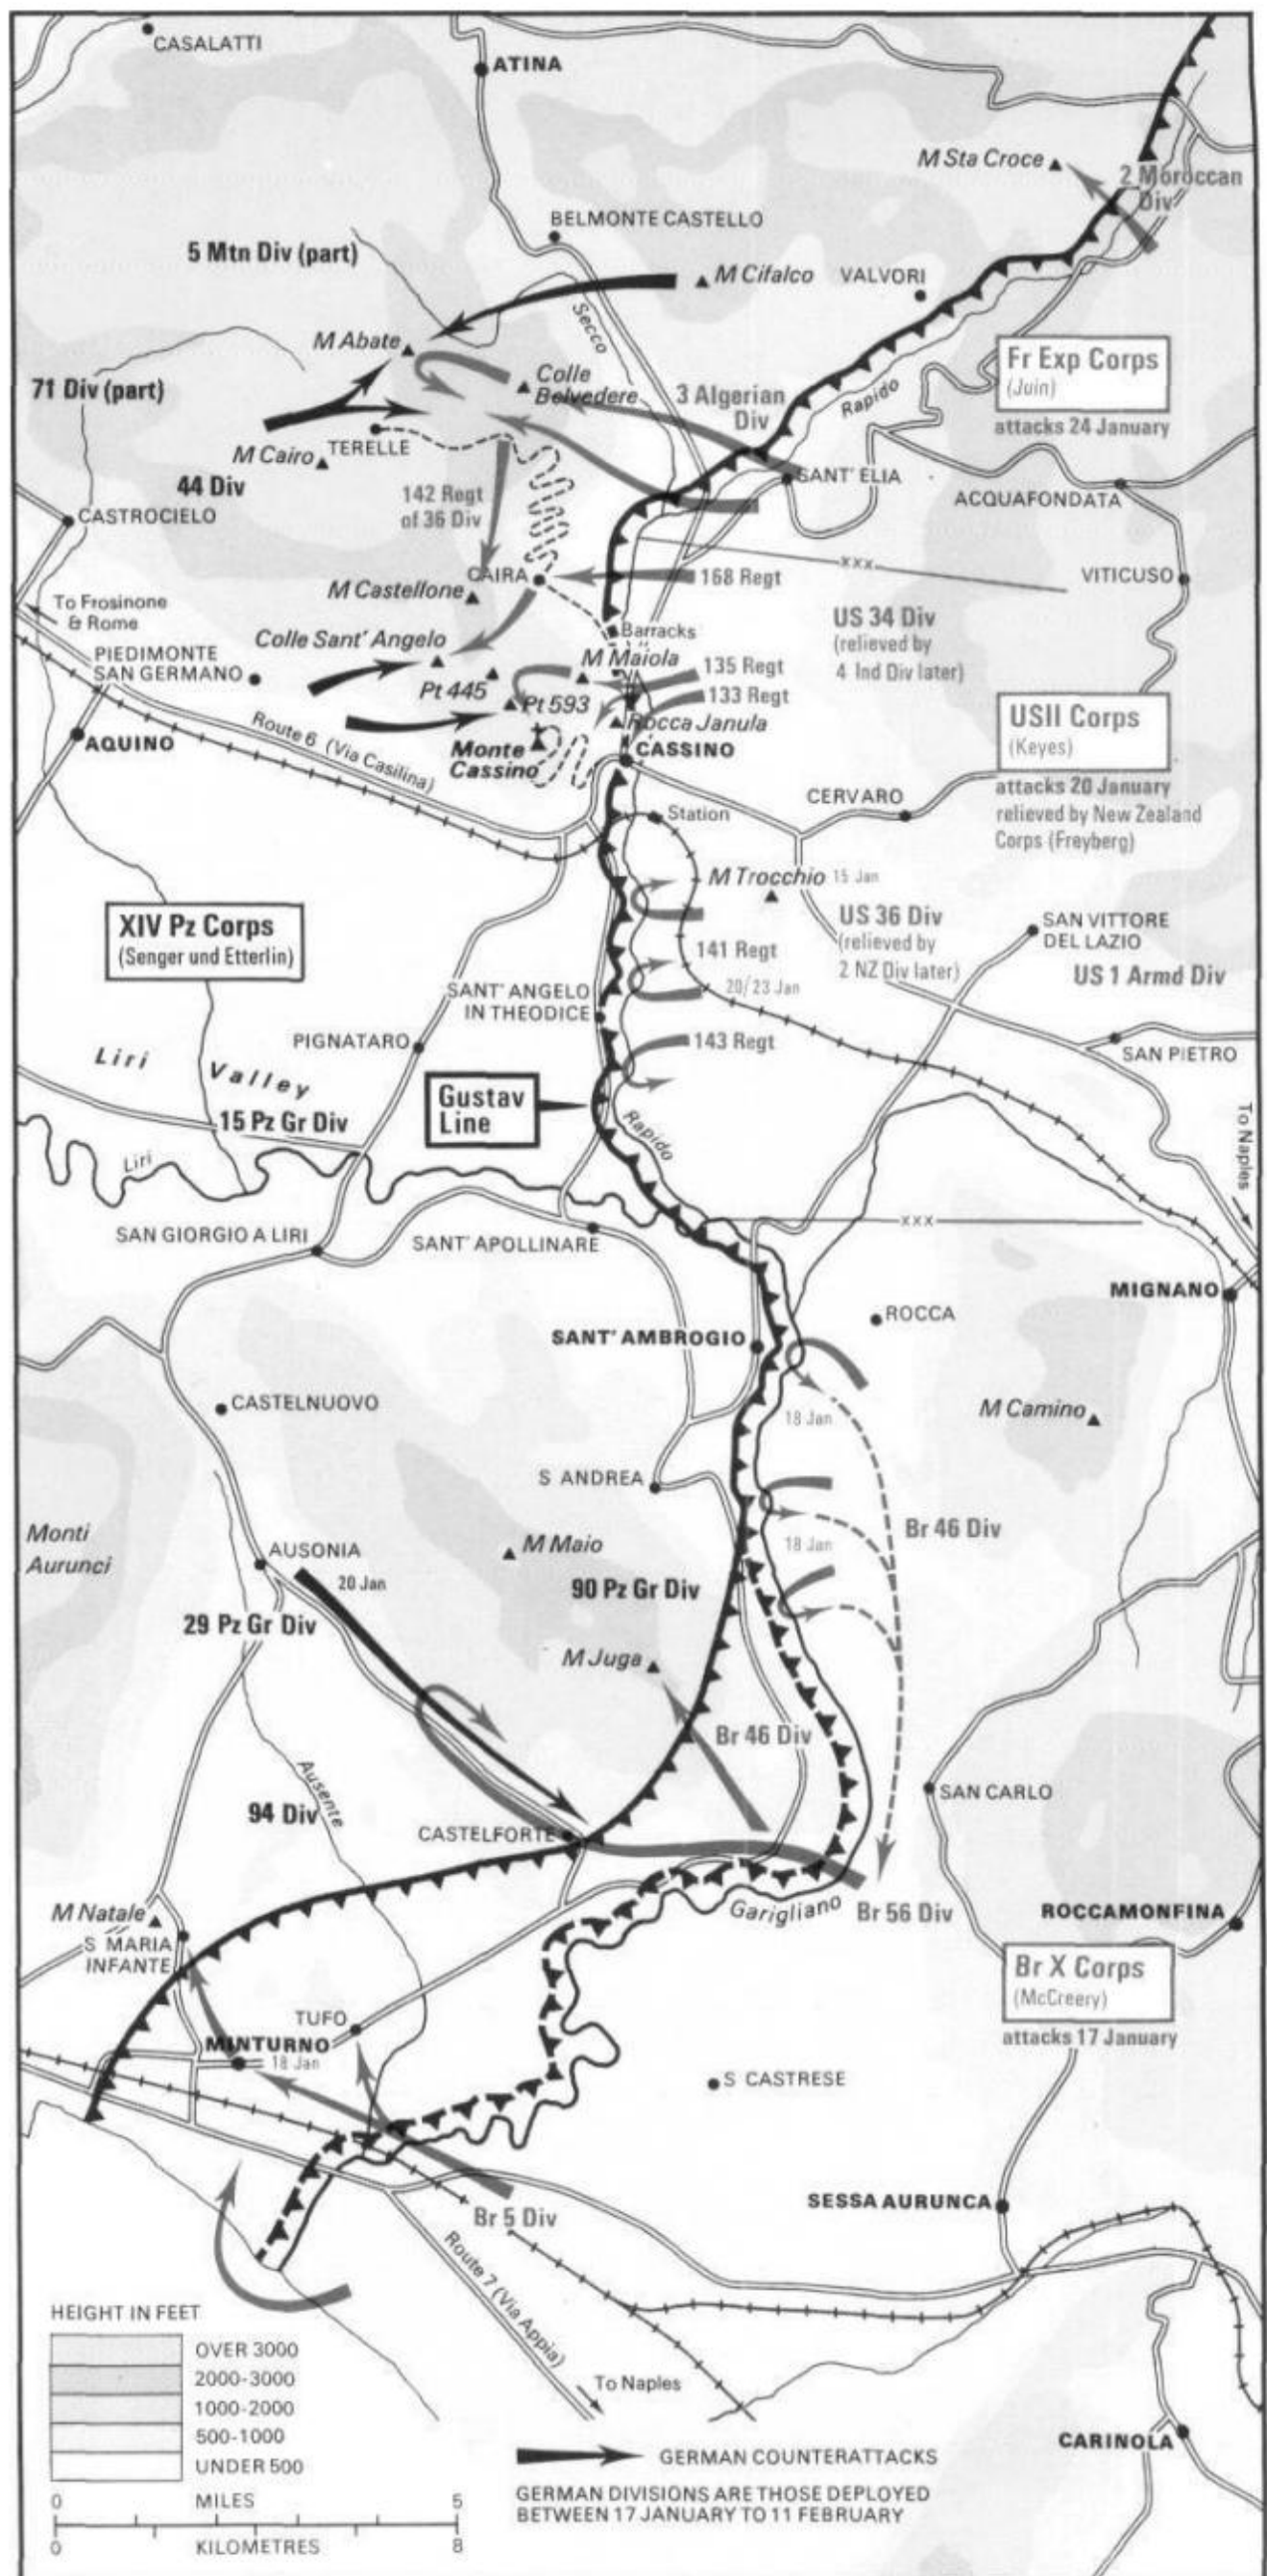 CASALATTI
ATINA
M Sta Croce
2 Moroccan
Div
BELMONTE CASTELLO
5 Mtn Div (part)
M Cifalco
VALVORI
Secco
M Abate
Colle
Belvedere
Fr Exp Corps
(Juin)
attacks 24 January
71 Div (part)
3 Algerian
Div
Rapido
TERELLE
M Cairo
44 Div
SANT' ELIA
ACQUAFONDATA
142 Regt
of 36 Div
CASTROCIELO
xxx
CAIRA
168 Regt
VITICUSO
M Castellone
To Frosinone
& Rome
US 34 Div
(relieved by
4 Ind Div later)
Barracks
Colle Sant' Angelo
PIEDIMONTE
SAN GERMANO
M Maiola
135 Regt
Pt 445
133 Regt
Pt 593
USII Corps
(Keyes)
attacks 20 January
relieved by New Zealand
Corps (Freyberg)
Route 6 (Via Casilina)
Rocca Janula
AQUINO
Monte
Cassino
CASSINO
CERVARO
Station
M Trocchio 15 Jan
XIV Pz Corps
(Senger und Etterlin)
US 36 Div
(relieved by
2 NZ Div later)
SAN VITTORE
DEL LAZIO
141 Regt
US 1 Armd Div
20/23 Jan
SANT' ANGELO
IN THEODICE
PIGNATARO
143 Regt
SAN PIETRO
Liri Valley
Gustav
Line
15 Pz Gr Div
Rapido
To Naples
Liri
xxx
SAN GIORGIO A LIRI
SANT' APOLLINARE
MIGNANO
ROCCA
SANT' AMBROGIO
CASTELNUOVO
18 Jan
M Camino
S ANDREA
Br 46 Div
Monti
Aurunci
M Maio
18 Jan
AUSONIA
20 Jan
90 Pz Gr Div
29 Pz Gr Div
M Juga
Br 46 Div
Ausente
SAN CARLO
94 Div
CASTELFORTE
Garigliano
Br 56 Div
ROCCAMONFINA
M Natale
S MARIA
INFANTE
Br X Corps
(McCreery)
attacks 17 January
TUFO
MINTURNO
18 Jan
S CASTRESE
SESSA AURUNCA
Br 5 Div
Route 7 (Via Appia)
To Naples
CARINOLA
HEIGHT IN FEET
OVER 3000
2000-3000
1000-2000
500-1000
UNDER 500
0 MILES 5
0 KILOMETRES 8
GERMAN COUNTERATTACKS
GERMAN DIVISIONS ARE THOSE DEPLOYED
BETWEEN 17 JANUARY TO 11 FEBRUARY